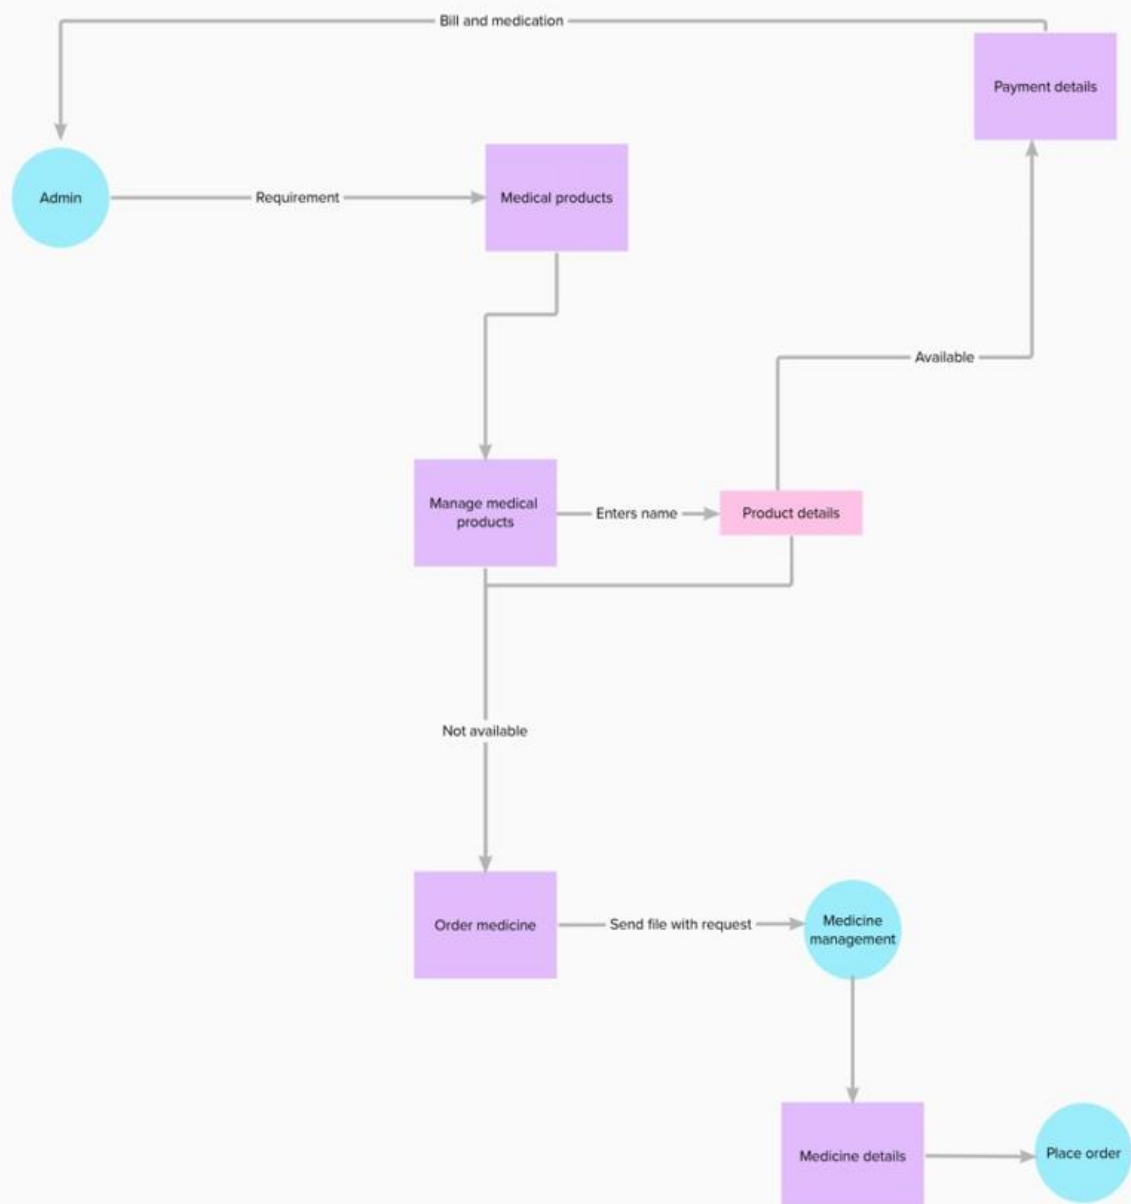 Bill and medication
Payment details
Admin
Requirement
Medical products
Available
Manage medical
products
Enters name
Product details
Not available
Order medicine
Send file with request
Medicine
management
Medicine details
Place order